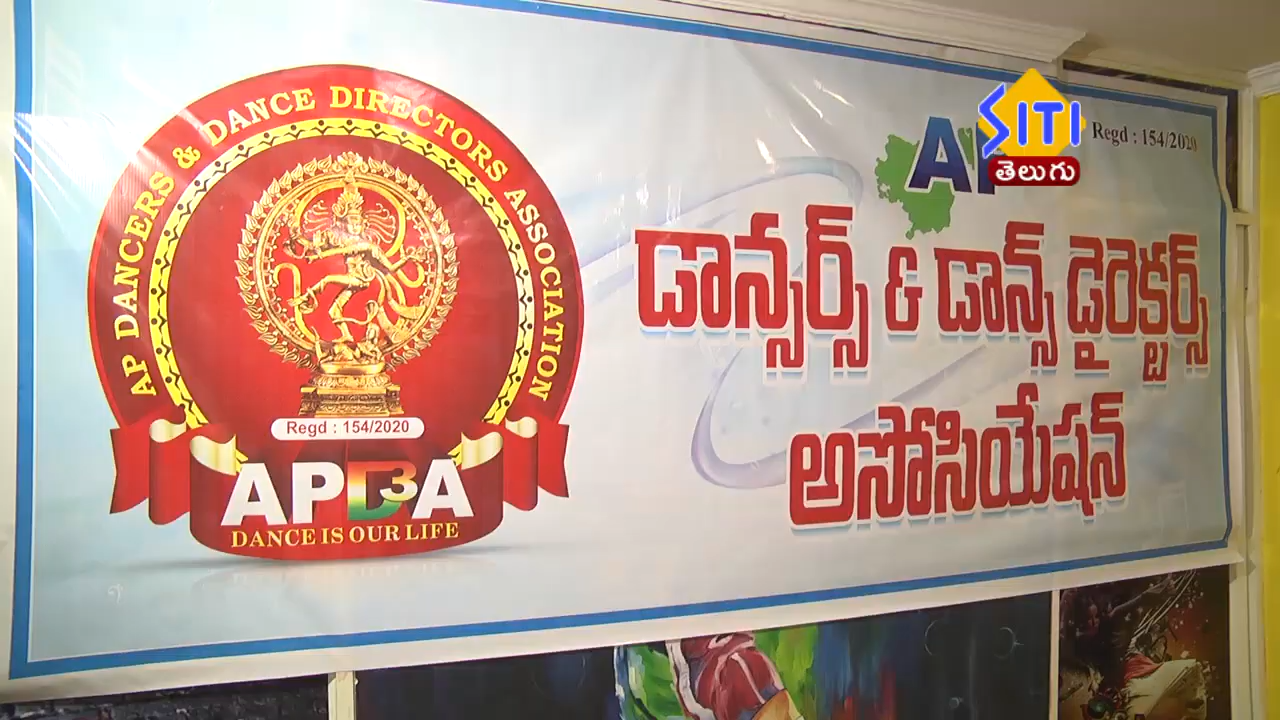 AP DANCERS & DANCE DIRECTORS ASSOCIATION
Regd : 154/2020
APD3A
DANCE IS OUR LIFE
SITI
తెలుగు
Regd : 154/2020
డాన్సర్స్ & డాన్స్ డైరెక్టర్స్
అసోసియేషన్